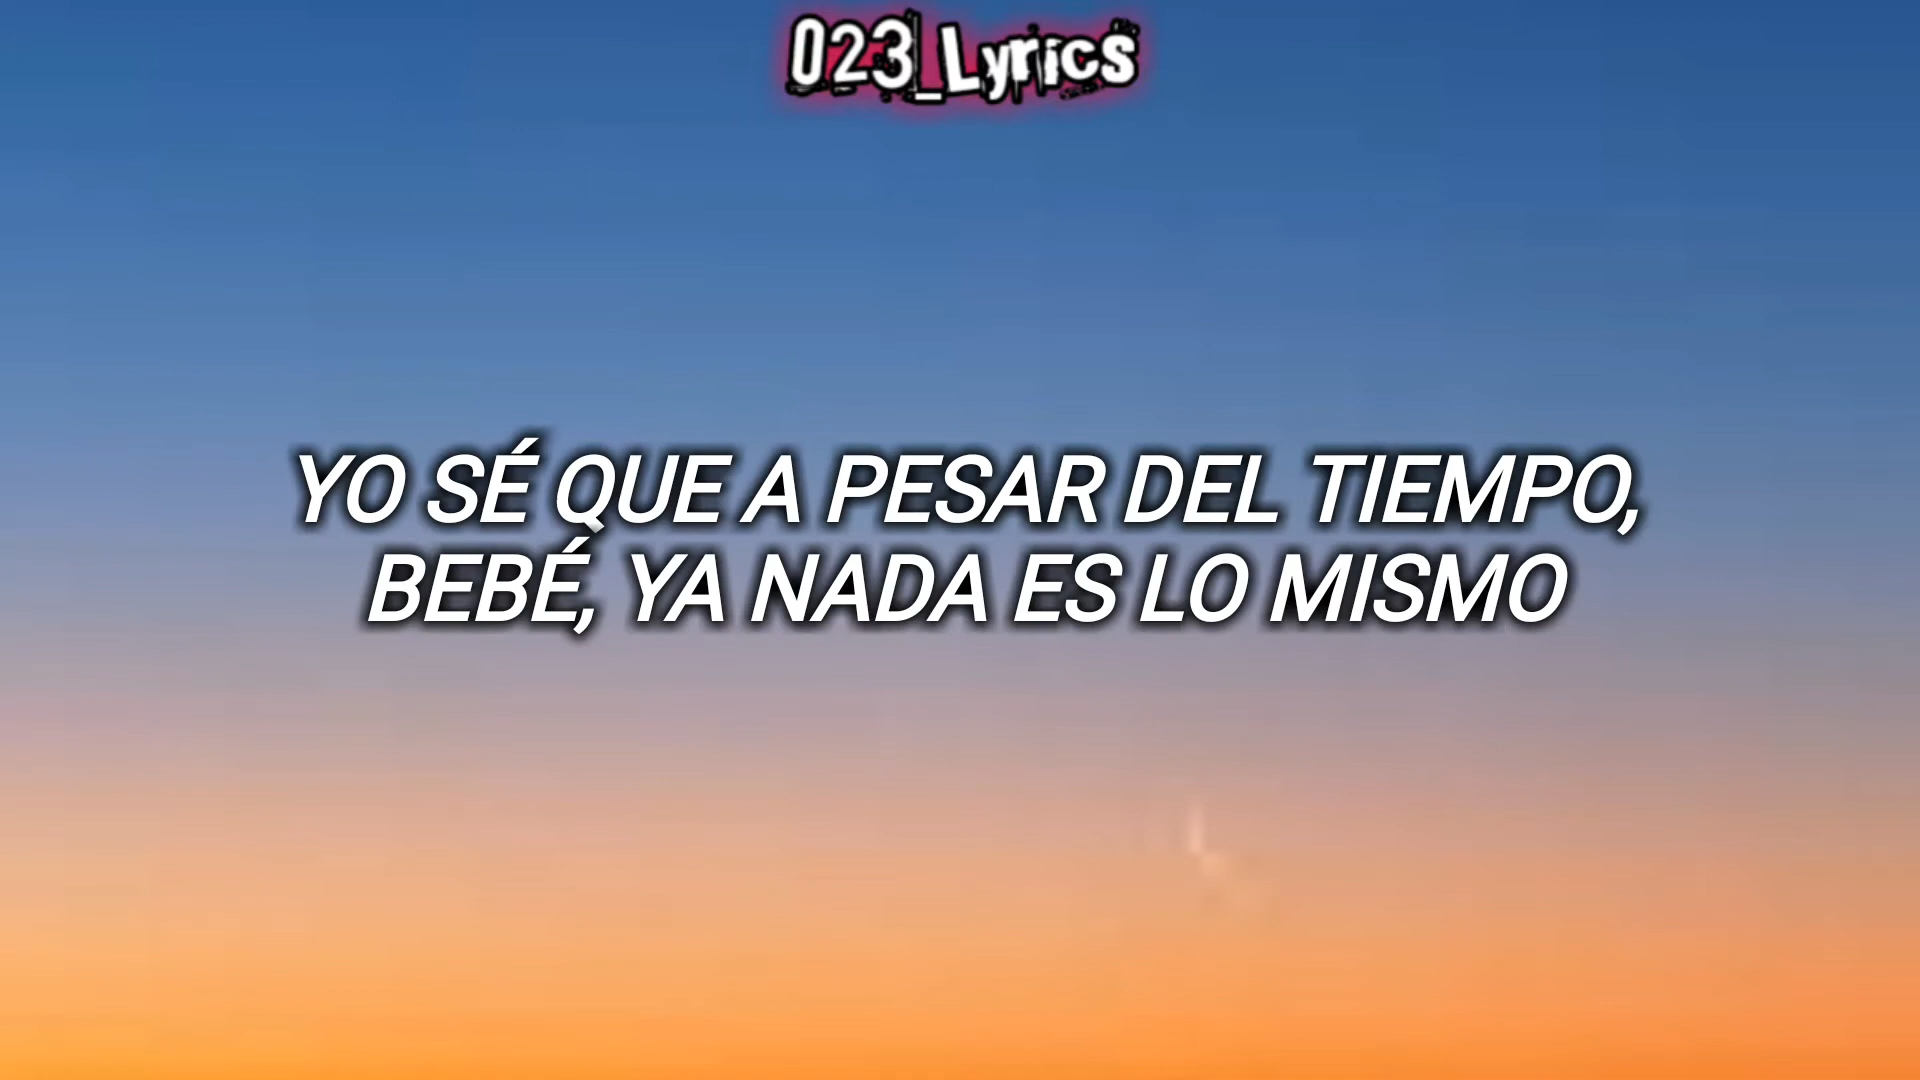 023_Lyrics
YO SÉ QUE A PESAR DEL TIEMPO,
BEBÉ, YA NADA ES LO MISMO